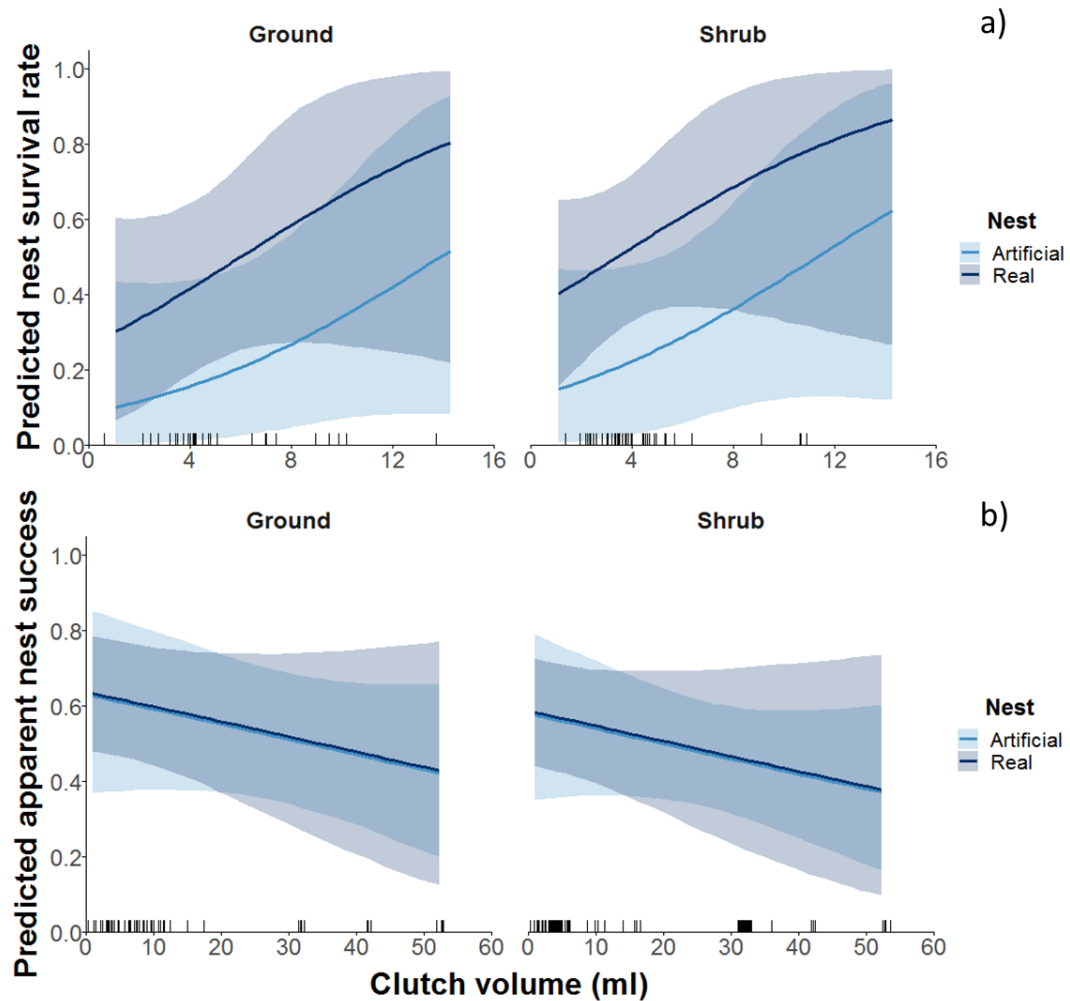 a)
Ground
Shrub
Predicted nest survival rate
1.0
0.8
0.6
0.4
0.2
0.0
0 4 8 12 16
0 4 8 12 16
Nest
Artificial
Real
b)
Ground
Shrub
Predicted apparent nest success
1.0
0.8
0.6
0.4
0.2
0.0
0 10 20 30 40 50 60
0 10 20 30 40 50 60
Nest
Artificial
Real
Clutch volume (ml)